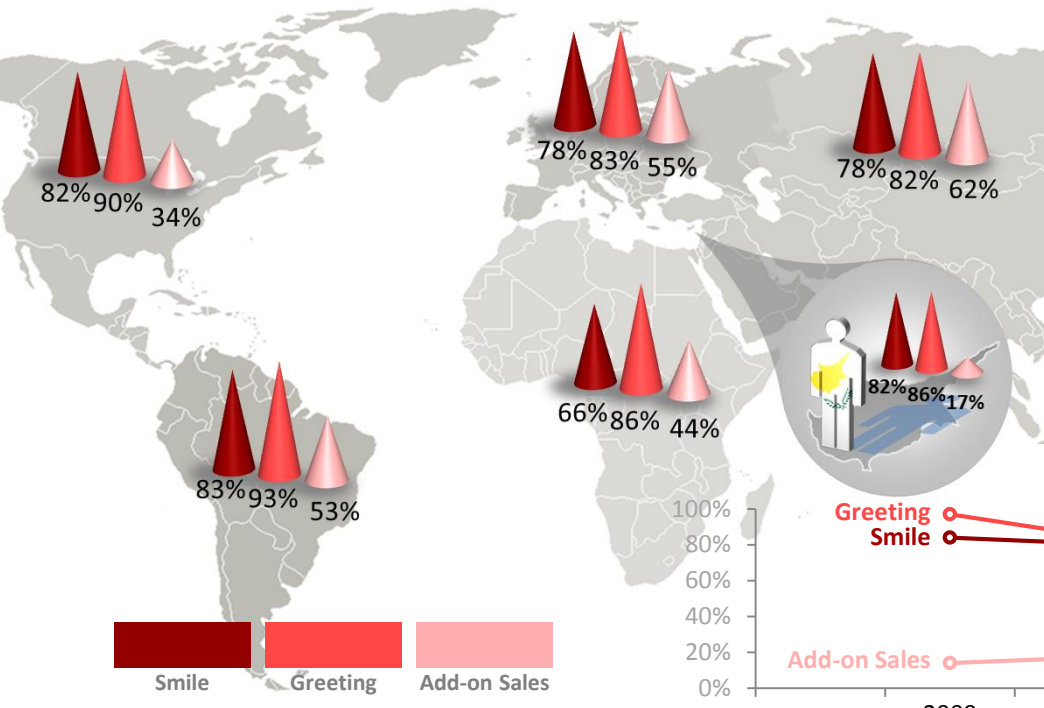 82% 90% 34%
78% 83% 55%
78% 82% 62%
66% 86% 44%
82% 86% 17%
83% 93% 53%
100%
80%
60%
40%
20%
0%
Greeting
Smile
Add-on Sales
Smile Greeting Add-on Sales